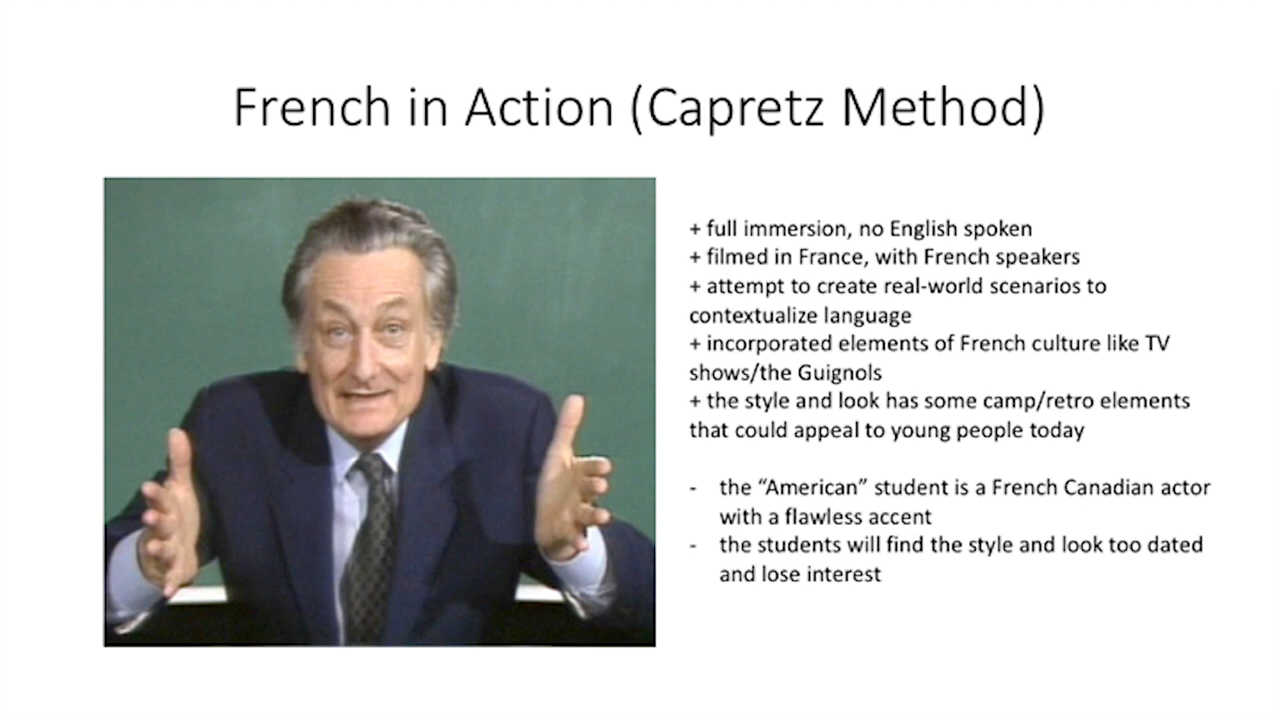 French in Action (Capretz Method)
+ full immersion, no English spoken
+ filmed in France, with French speakers
+ attempt to create real-world scenarios to
contextualize language
+ incorporated elements of French culture like TV
shows/the Guignols
+ the style and look has some camp/retro elements
that could appeal to young people today
- the “American” student is a French Canadian actor
with a flawless accent
- the students will find the style and look too dated
and lose interest